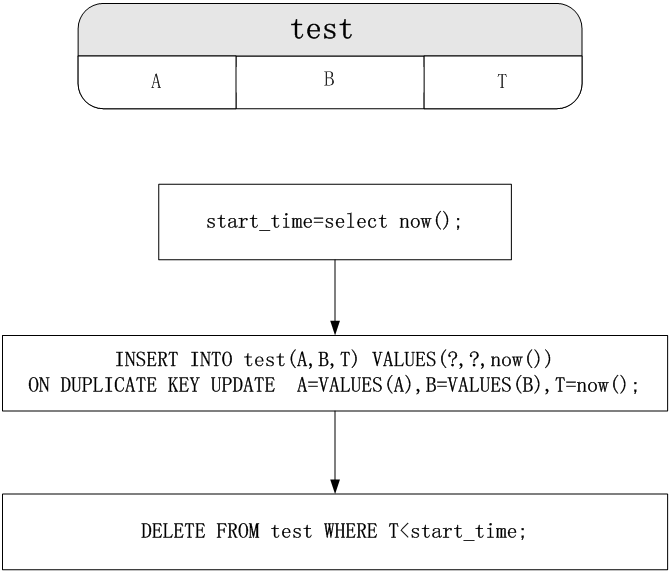 test
A B T
start_time=select now();
INSERT INTO test(A,B,T) VALUES(?,?,now())
ON DUPLICATE KEY UPDATE  A=VALUES(A),B=VALUES(B),T=now();
DELETE FROM test WHERE T<start_time;